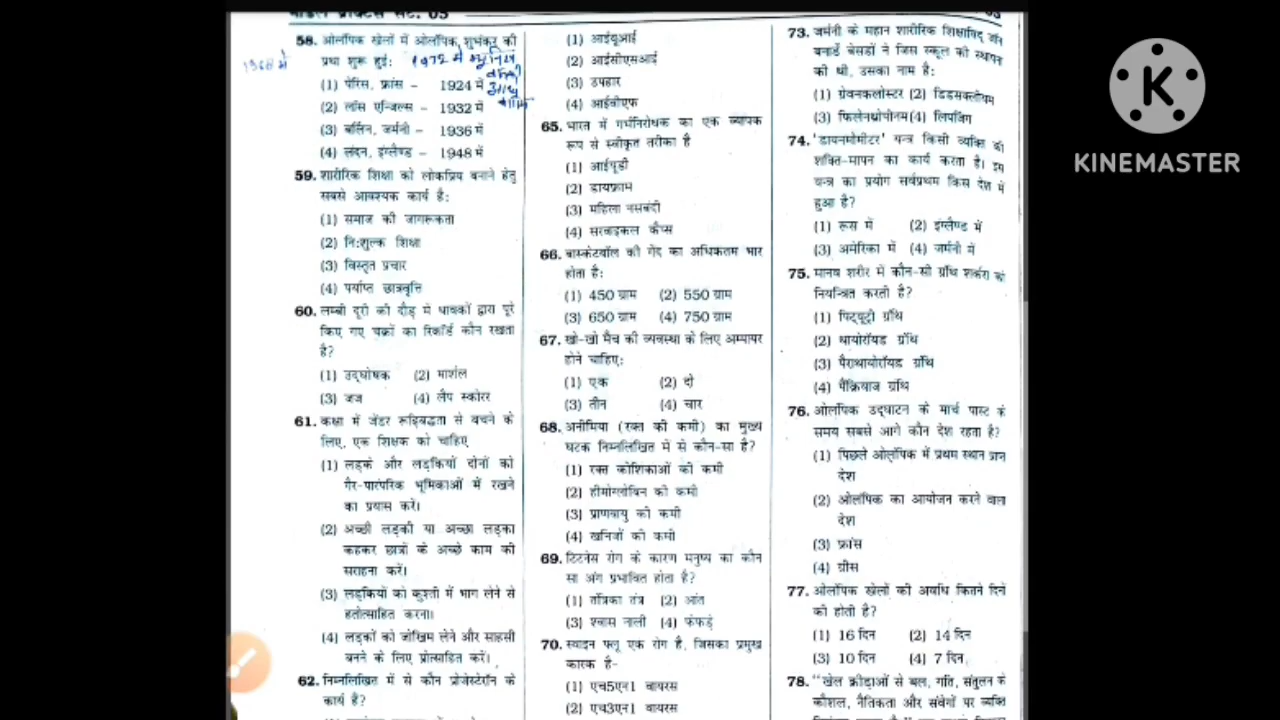 मॉडल प्रैक्टिस सेट: 05
58. ओलंपिक खेलों में ओलंपिक शुभंकर की
प्रथा शुरू हुई: 1972 में म्यूनिख
1968 में
(1) पेरिस, फ्रांस - 1924 में
(2) लॉस एन्जिल्स - 1932 में
(3) बर्लिन, जर्मनी - 1936 में
(4) लंदन, इंग्लैण्ड - 1948 में
59. शारीरिक शिक्षा को लोकप्रिय बनाने हेतु
सबसे आवश्यक कार्य है:
(1) समाज की जागरूकता
(2) नि:शुल्क शिक्षा
(3) विस्तृत प्रचार
(4) पर्याप्त छात्रवृत्ति
60. लम्बी दूरी की दौड़ में धावकों द्वारा पूरे
किए गए चक्रों का रिकॉर्ड कौन रखता
है?
(1) उद्घोषक (2) मार्शल
(3) जज (4) लैप स्कोरर
61. कक्षा में जेंडर रूढ़िबद्धता से बचने के
लिए, एक शिक्षक को चाहिए
(1) लड़के और लड़कियों दोनों को
गैर-पारंपरिक भूमिकाओं में रखने
का प्रयास करें।
(2) अच्छी लड़की या अच्छा लड़का
कहकर छात्रों के अच्छे काम की
सराहना करें।
(3) लड़कियों को कुश्ती में भाग लेने से
हतोत्साहित करना।
(4) लड़कों को जोखिम लेने और साहसी
बनने के लिए प्रोत्साहित करें।
62. निम्नलिखित में से कौन प्रोजेस्टेरॉन के
कार्य है?
(1) आईयूआई
(2) आईसीएसआई
(3) उपहार
(4) आईवीएफ
65. भारत में गर्भनिरोधक का एक व्यापक
रूप से स्वीकृत तरीका है
(1) आईयूडी
(2) डायफ्राम
(3) महिला नसबंदी
(4) सरवाइकल कैप्स
66. बास्केटबॉल की गेंद का अधिकतम भार
होता है:
(1) 450 ग्राम (2) 550 ग्राम
(3) 650 ग्राम (4) 750 ग्राम
67. खो-खो मैच की व्यवस्था के लिए अम्पायर
होने चाहिए:
(1) एक (2) दो
(3) तीन (4) चार
68. अनीमिया (रक्त की कमी) का मुख्य
घटक निम्नलिखित में से कौन-सा है?
(1) रक्त कोशिकाओं की कमी
(2) हीमोग्लोबिन की कमी
(3) प्राणवायु की कमी
(4) खनिजों की कमी
69. टिटनेस रोग के कारण मनुष्य का कौन
सा अंग प्रभावित होता है?
(1) तंत्रिका तंत्र (2) आंत
(3) श्वास नाली (4) फेफड़े
70. स्वाइन फ्लू एक रोग है, जिसका प्रमुख
कारक है-
(1) एच5एन1 वायरस
(2) एच3एन1 वायरस
73. जर्मनी के महान शारीरिक शिक्षाविद् जॉन
बनार्ड बेसडो ने जिस स्कूल की स्थापना
की थी, उसका नाम है:
(1) ग्रेवनकलोस्टर (2) डिडसक्लोयम
(3) फिलेनथ्रोपीनम (4) लिपजिंग
74. 'डायनमोमीटर' यन्त्र किसी व्यक्ति की
शक्ति-मापन का कार्य करता है। इस
यन्त्र का प्रयोग सर्वप्रथम किस देश में
हुआ है?
(1) रूस में (2) इंग्लैण्ड में
(3) अमेरिका में (4) जर्मनी में
75. मानव शरीर में कौन-सी ग्रंथि शर्करा को
नियन्त्रित करती है?
(1) पिट्यूट्री ग्रंथि
(2) थायोरॉयड ग्रंथि
(3) पैराथायोरॉयड ग्रंथि
(4) पैंक्रियाज ग्रंथि
76. ओलंपिक उद्घाटन के मार्च पास्ट के
समय सबसे आगे कौन देश रहता है?
(1) पिछले ओलंपिक में प्रथम स्थान प्राप्त
देश
(2) ओलंपिक का आयोजन करने वाला
देश
(3) फ्रांस
(4) ग्रीस
77. ओलंपिक खेलों की अवधि कितने दिनों
की होती है?
(1) 16 दिन (2) 14 दिन
(3) 10 दिन (4) 7 दिन
78. "खेल क्रीड़ाओं से बल, गति, संतुलन के
कौशल, नैतिकता और संवेगों पर व्यक्ति
K
KINEMASTER